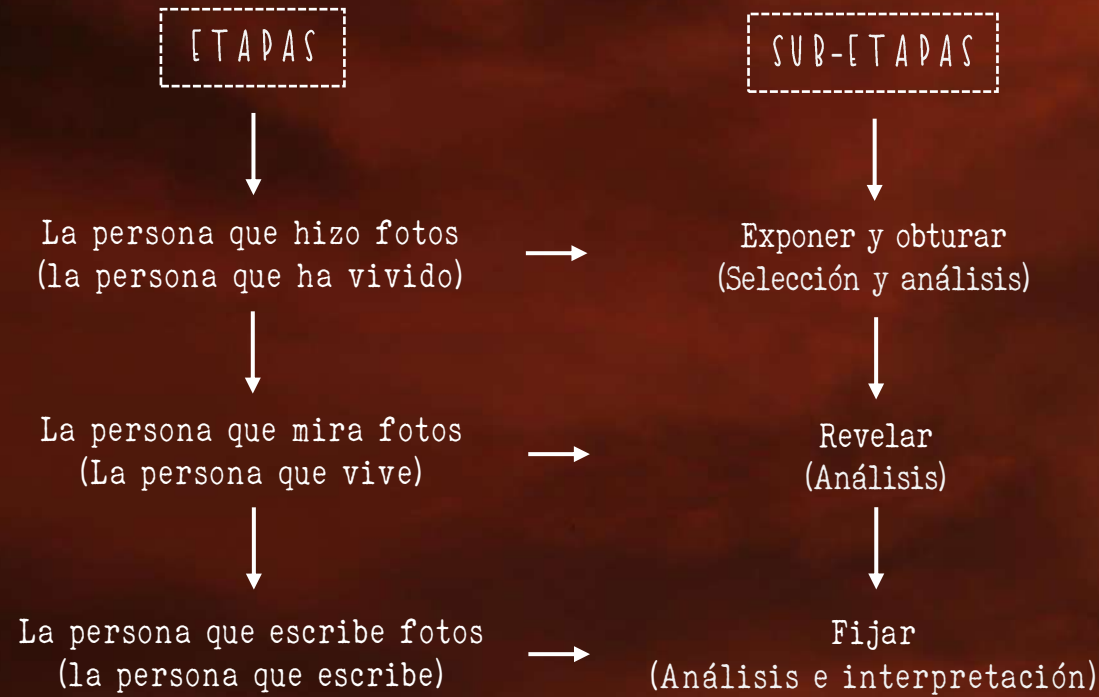 ETAPAS
SUB-ETAPAS
La persona que hizo fotos
(la persona que ha vivido)
Exponer y obturar
(Selección y análisis)
La persona que mira fotos
(La persona que vive)
Revelar
(Análisis)
La persona que escribe fotos
(la persona que escribe)
Fijar
(Análisis e interpretación)